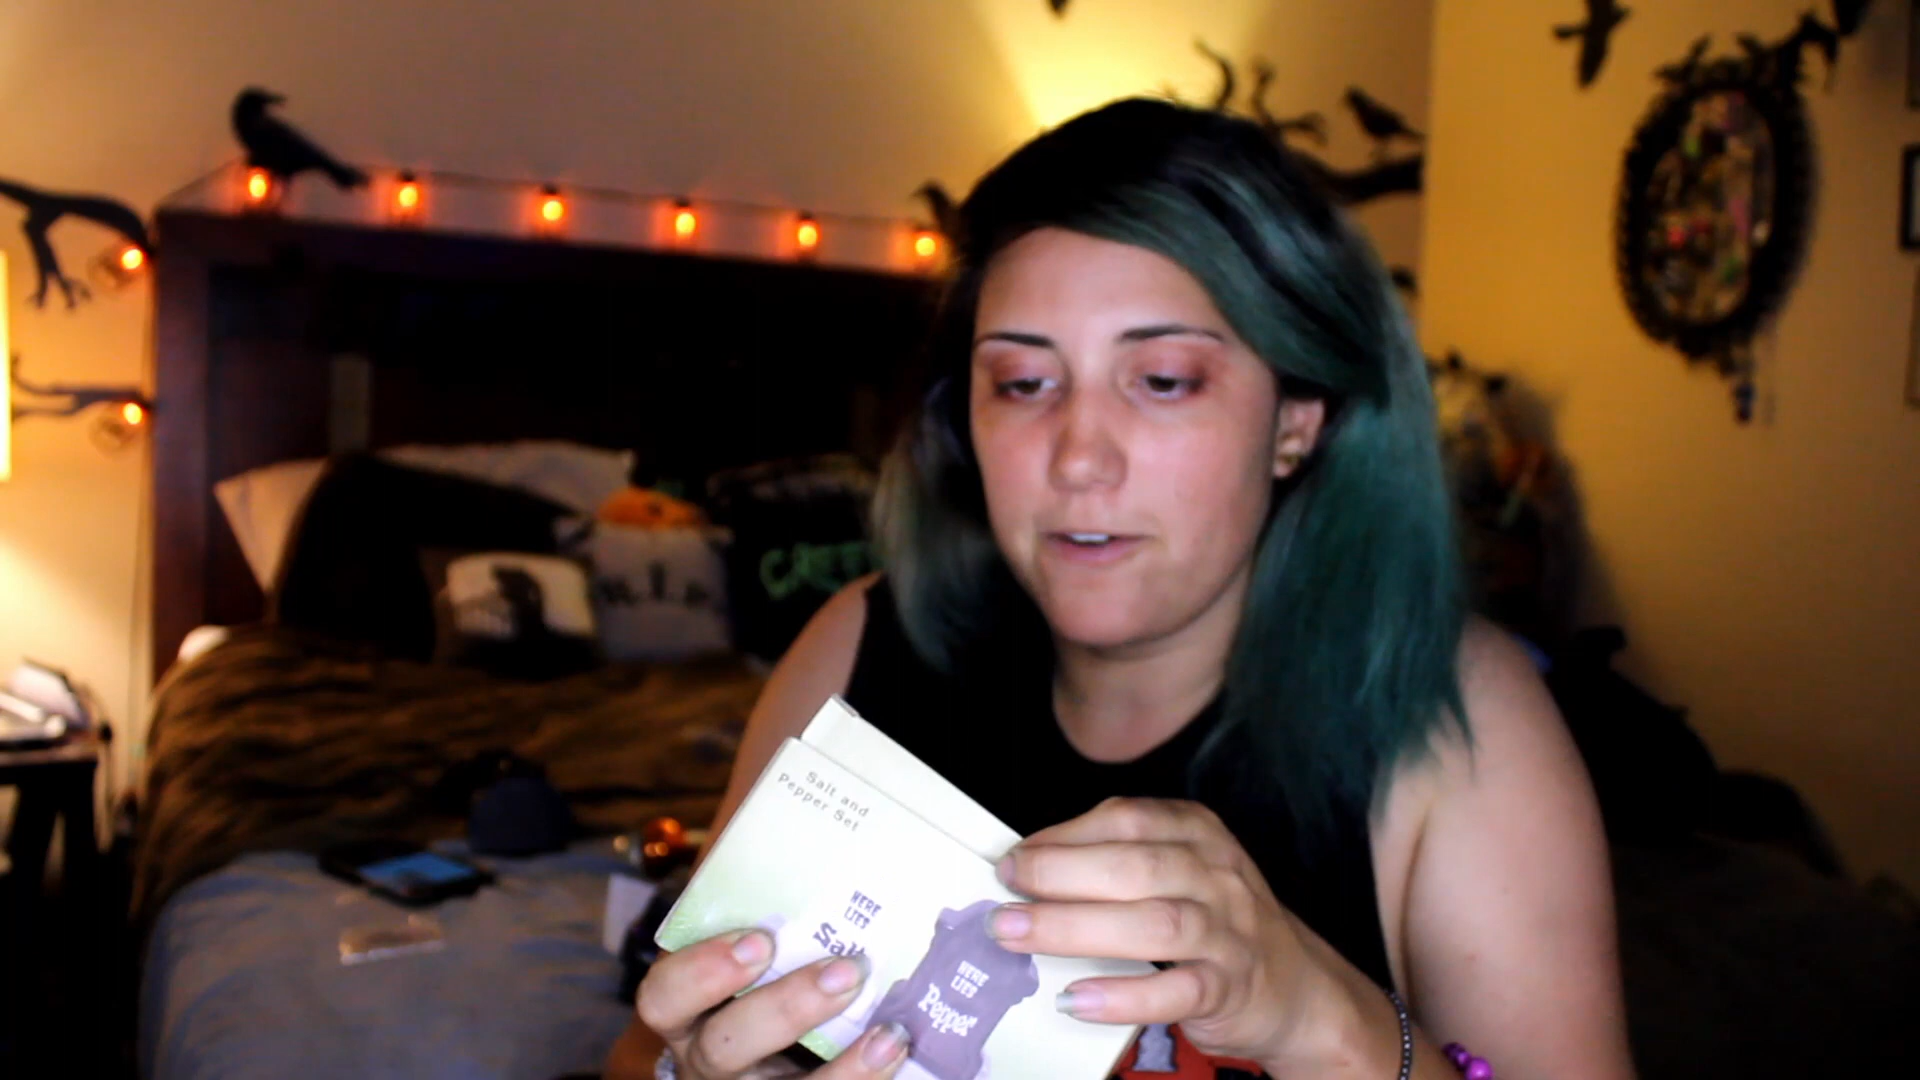 Salt and
Pepper Set
HERE
LIES
Salt
HERE
LIES
Pepper